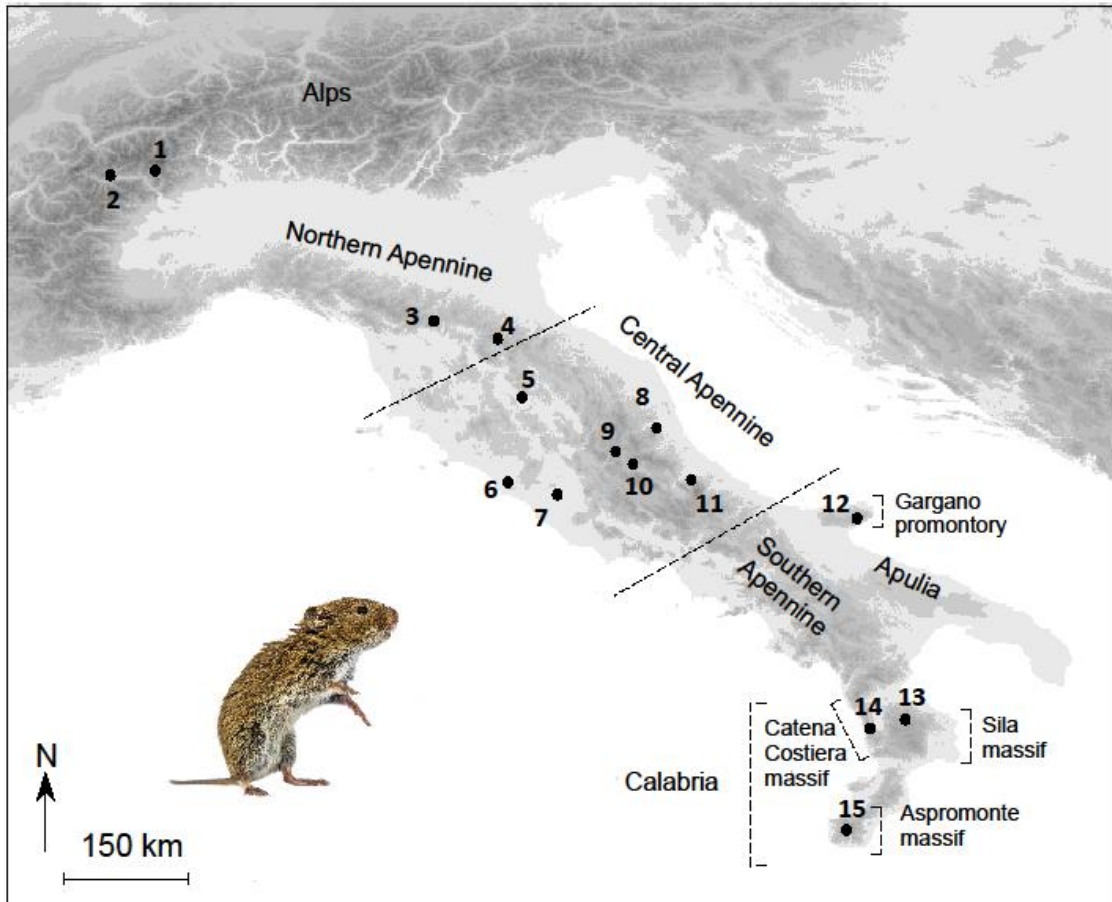 Alps
1
2
Northern Apennine
3
4
Central Apennine
5
8
9
10
6
7
11
12
Gargano
promontory
Southern
Apennine
Apulia
14
13
Catena
Costiera
massif
Sila
massif
Calabria
15
Aspromonte
massif
N
150 km